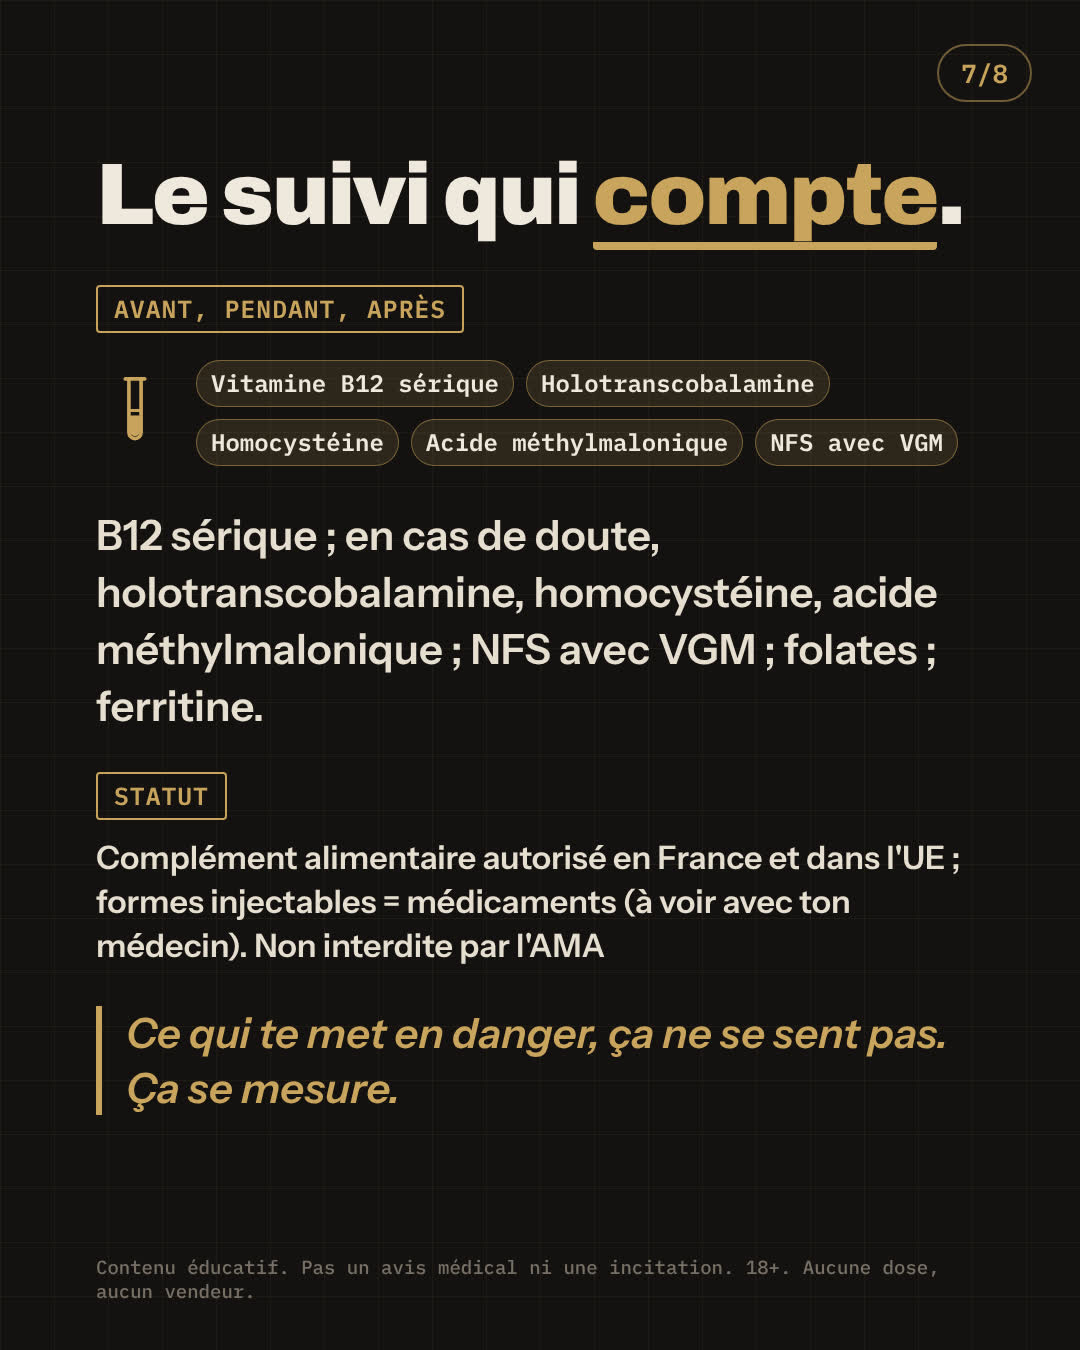 7/8
Le suivi qui compte.
AVANT, PENDANT, APRÈS
Vitamine B12 sérique Holotranscobalamine
Homocystéine Acide méthylmalonique NFS avec VGM
B12 sérique ; en cas de doute,
holotranscobalamine, homocystéine, acide
méthylmalonique ; NFS avec VGM ; folates ;
ferritine.
STATUT
Complément alimentaire autorisé en France et dans l'UE ;
formes injectables = médicaments (à voir avec ton
médecin). Non interdite par l'AMA
Ce qui te met en danger, ça ne se sent pas.
Ça se mesure.
Contenu éducatif. Pas un avis médical ni une incitation. 18+. Aucune dose,
aucun vendeur.